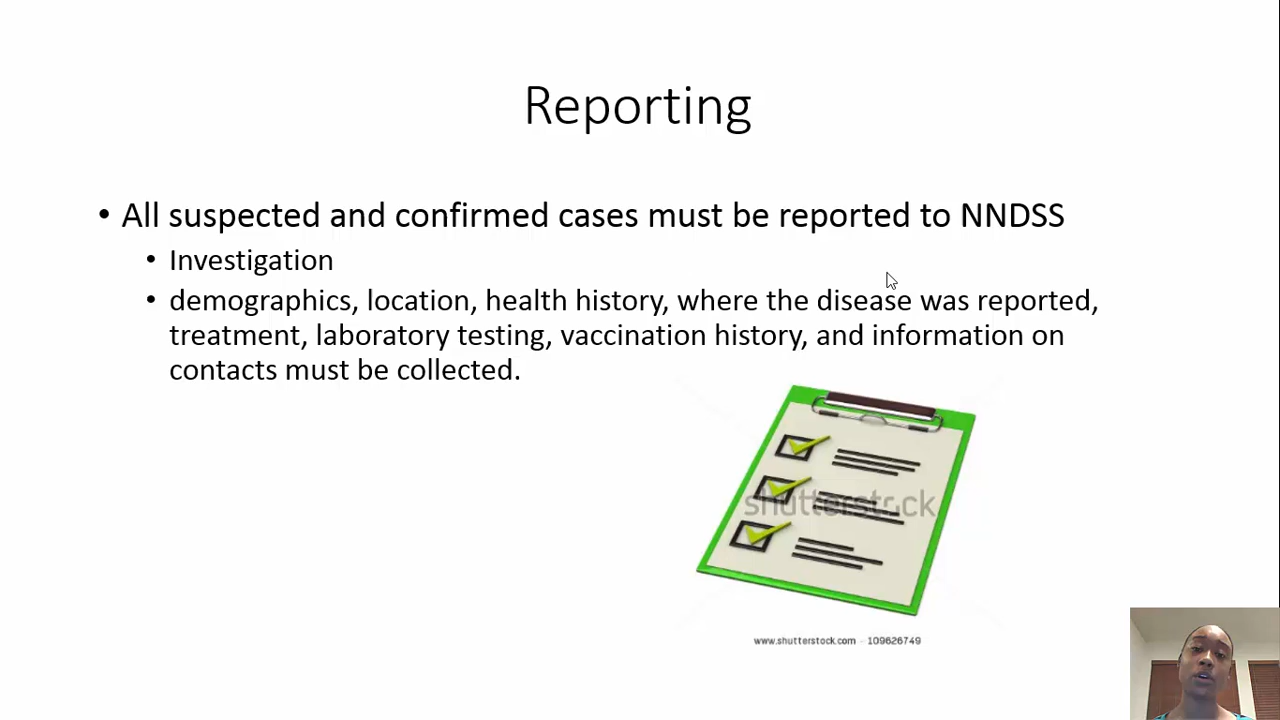 Reporting
• All suspected and confirmed cases must be reported to NNDSS
• Investigation
• demographics, location, health history, where the disease was reported,
treatment, laboratory testing, vaccination history, and information on
contacts must be collected.
shutterstock
www.shutterstock.com · 109626749